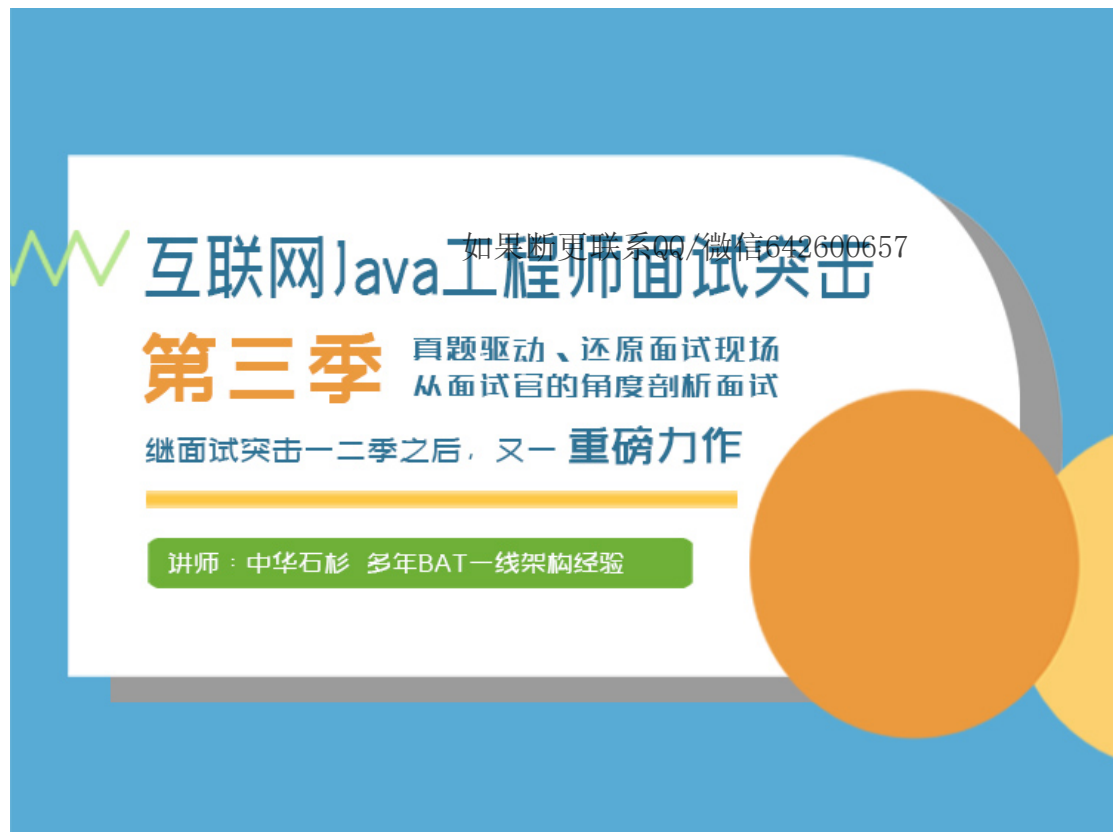 互联网Java工程师面试突击
如果断更联系QQ/微信642600657
第三季
真题驱动、还原面试现场
从面试官的角度剖析面试
继面试突击一二季之后，又一 重磅力作
讲师：中华石杉 多年BAT一线架构经验